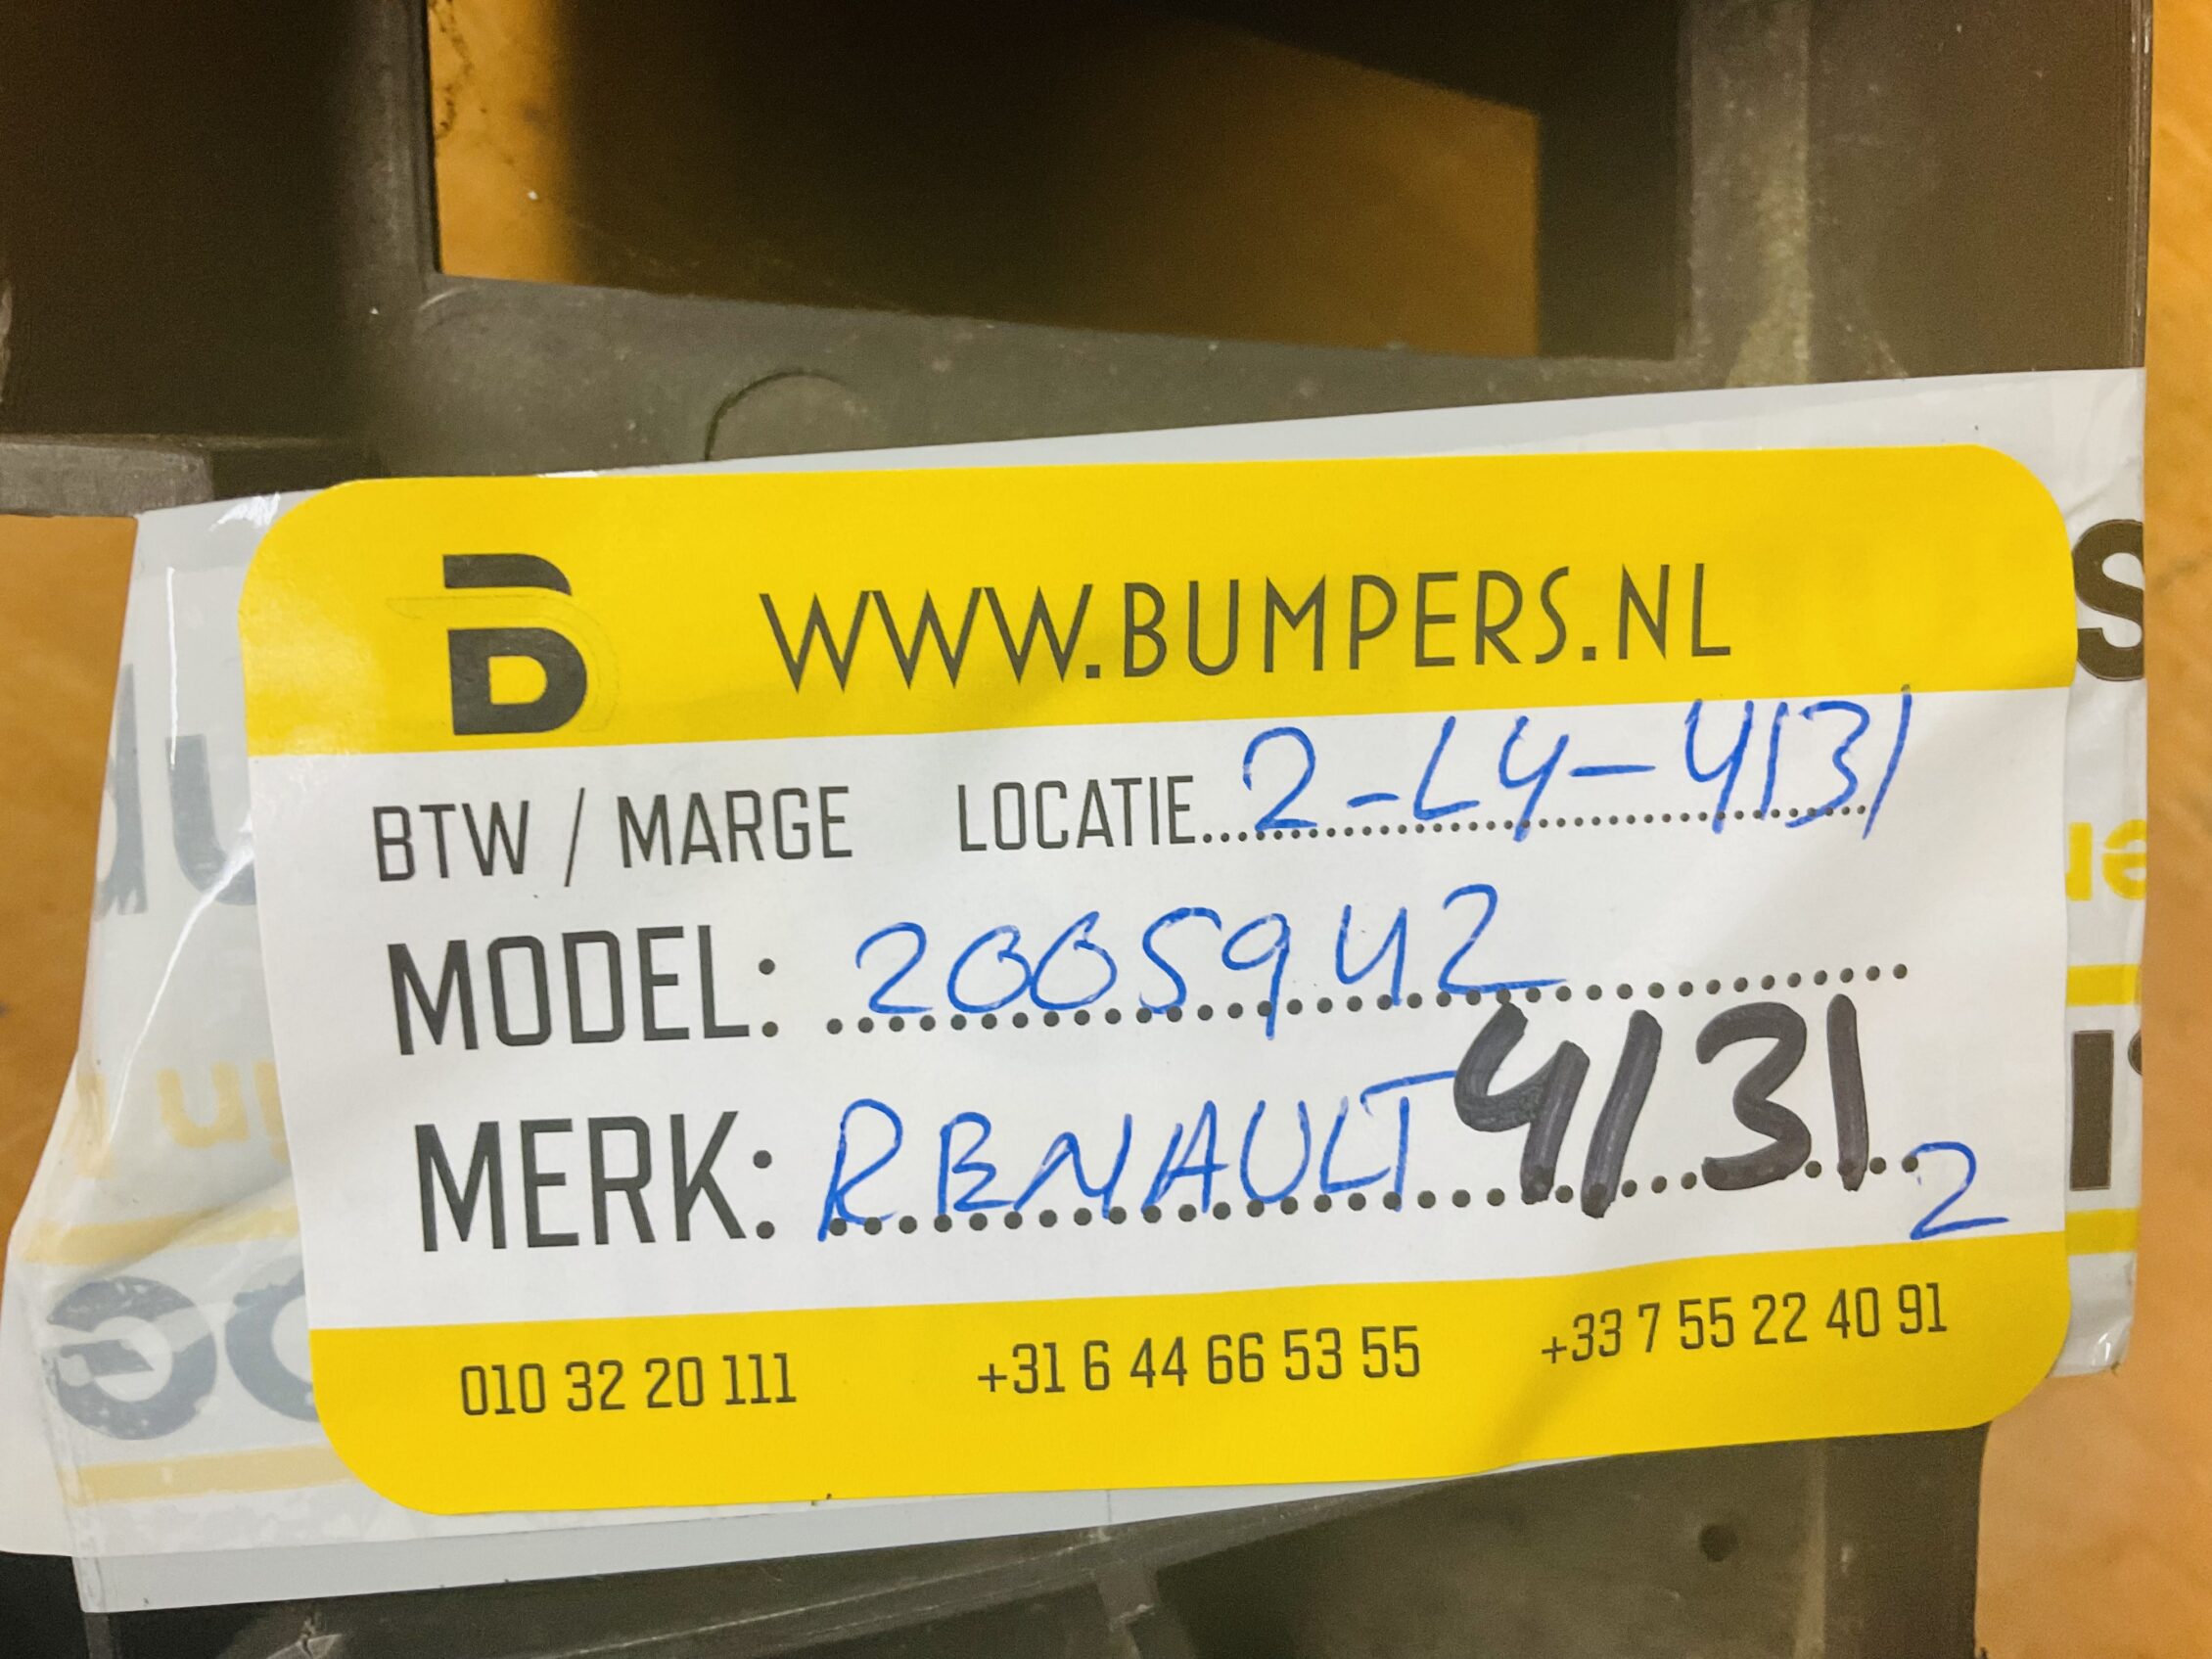 B WWW.BUMPERS.NL
BTW / MARGE LOCATIE 2-L4-4131
MODEL: 2005942
MERK: RENAULT 4131 2
010 32 20 111 +31 6 44 66 53 55 +33 7 55 22 40 91